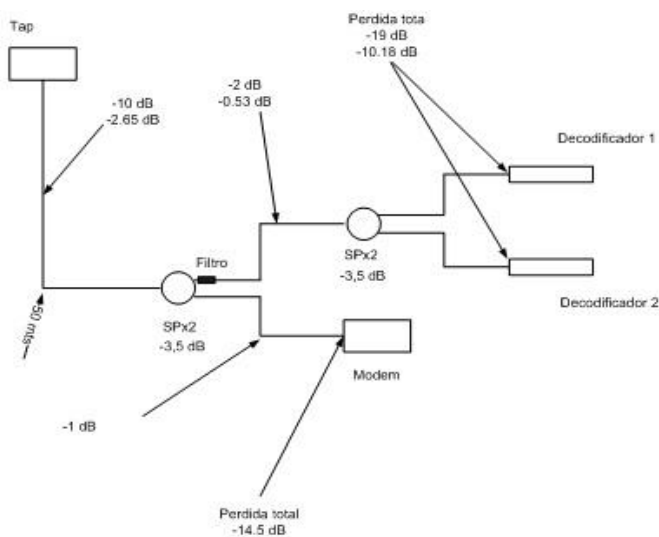 Tap
-10 dB
-2.65 dB
50 mts
-2 dB
-0.53 dB
Perdida tota
-19 dB
-10.18 dB
Decodificador 1
Filtro
SPx2
-3,5 dB
SPx2
-3,5 dB
Decodificador 2
Modem
-1 dB
Perdida total
-14.5 dB